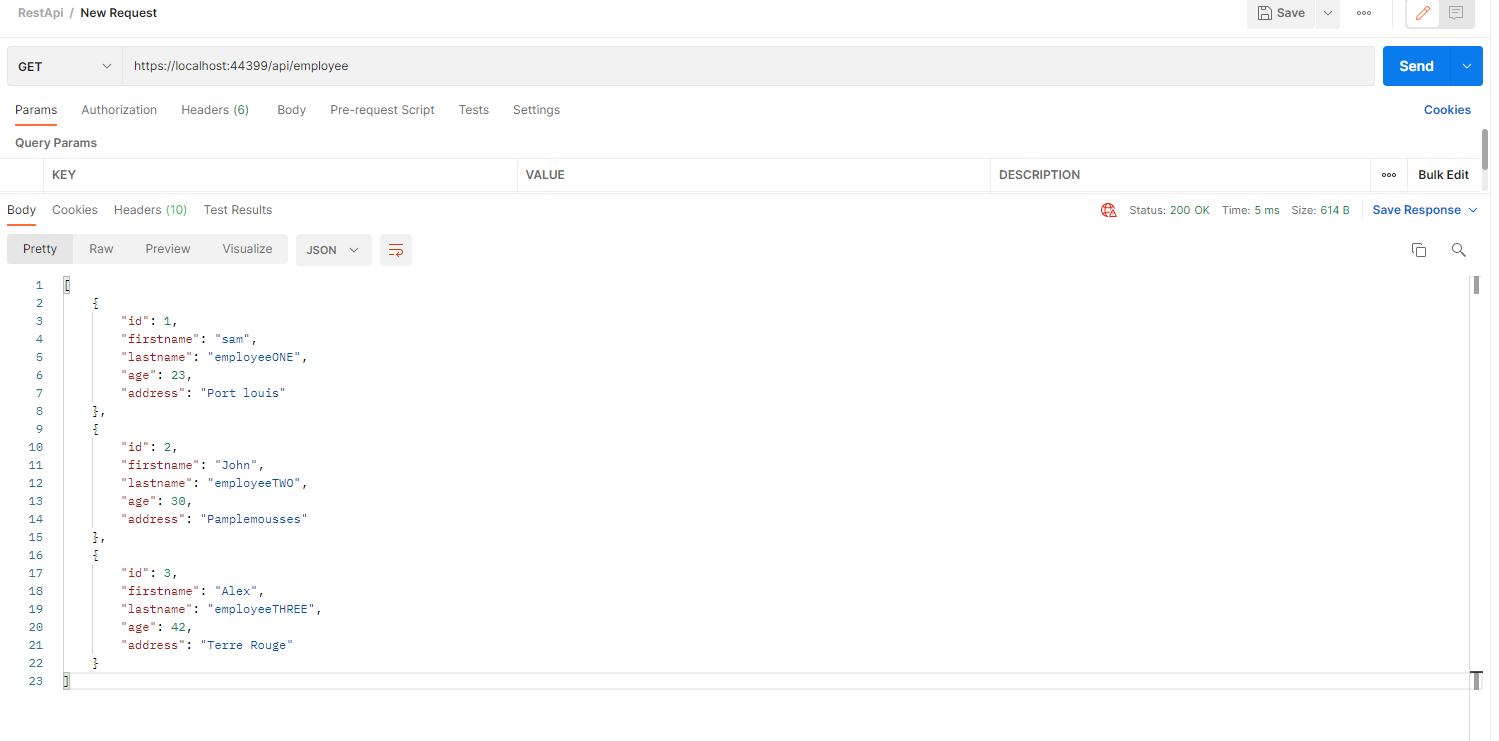 RestApi / New Request Save ooo
GET https://localhost:44399/api/employee Send
Params Authorization Headers (6) Body Pre-request Script Tests Settings Cookies
Query Params
KEY VALUE DESCRIPTION ooo Bulk Edit
Body Cookies Headers (10) Test Results Status: 200 OK Time: 5 ms Size: 614 B Save Response
Pretty Raw Preview Visualize JSON
1 [
2 {
3 "id": 1,
4 "firstname": "sam",
5 "lastname": "employeeONE",
6 "age": 23,
7 "address": "Port louis"
8 },
9 {
10 "id": 2,
11 "firstname": "John",
12 "lastname": "employeeTWO",
13 "age": 30,
14 "address": "Pamplemousses"
15 },
16 {
17 "id": 3,
18 "firstname": "Alex",
19 "lastname": "employeeTHREE",
20 "age": 42,
21 "address": "Terre Rouge"
22 }
23 ]